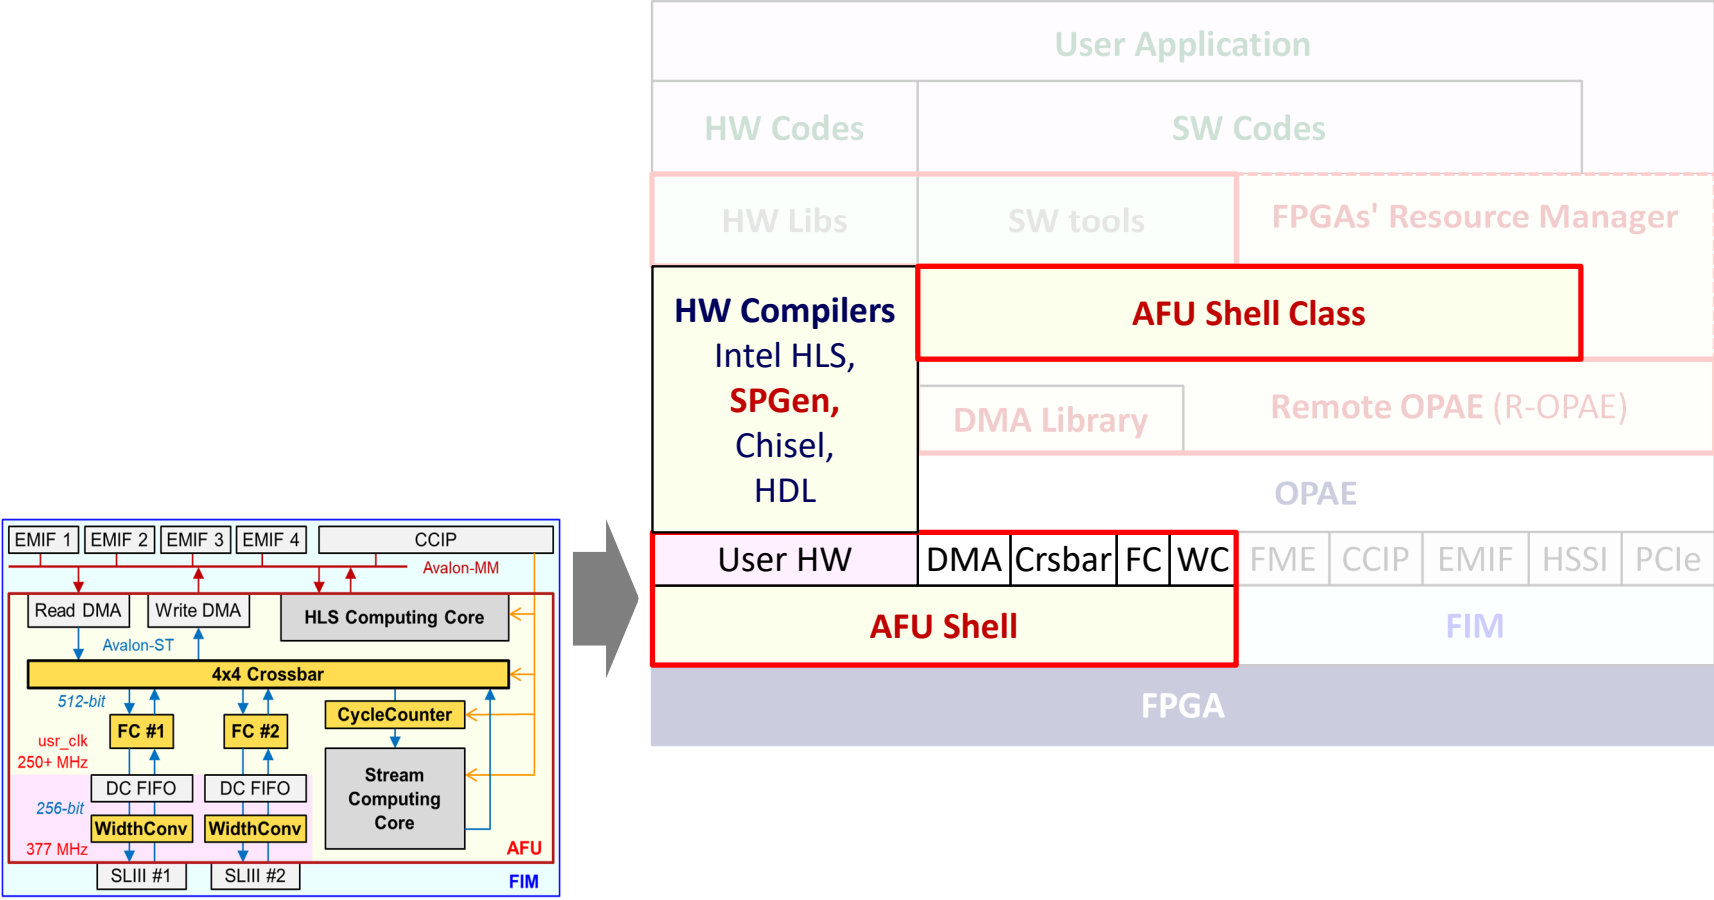 User Application
HW Codes
SW Codes
HW Libs
SW tools
FPGAs' Resource Manager
HW Compilers
Intel HLS,
SPGen,
Chisel,
HDL
AFU Shell Class
DMA Library
Remote OPAE (R-OPAE)
OPAE
User HW
DMA
Crsbar
FC
WC
FME
CCIP
EMIF
HSSI
PCIe
AFU Shell
FIM
FPGA
EMIF 1
EMIF 2
EMIF 3
EMIF 4
CCIP
Avalon-MM
Read DMA
Write DMA
HLS Computing Core
Avalon-ST
4x4 Crossbar
512-bit
FC #1
FC #2
CycleCounter
usr_clk
250+ MHz
DC FIFO
DC FIFO
Stream
Computing
Core
256-bit
WidthConv
WidthConv
377 MHz
AFU
SLIII #1
SLIII #2
FIM